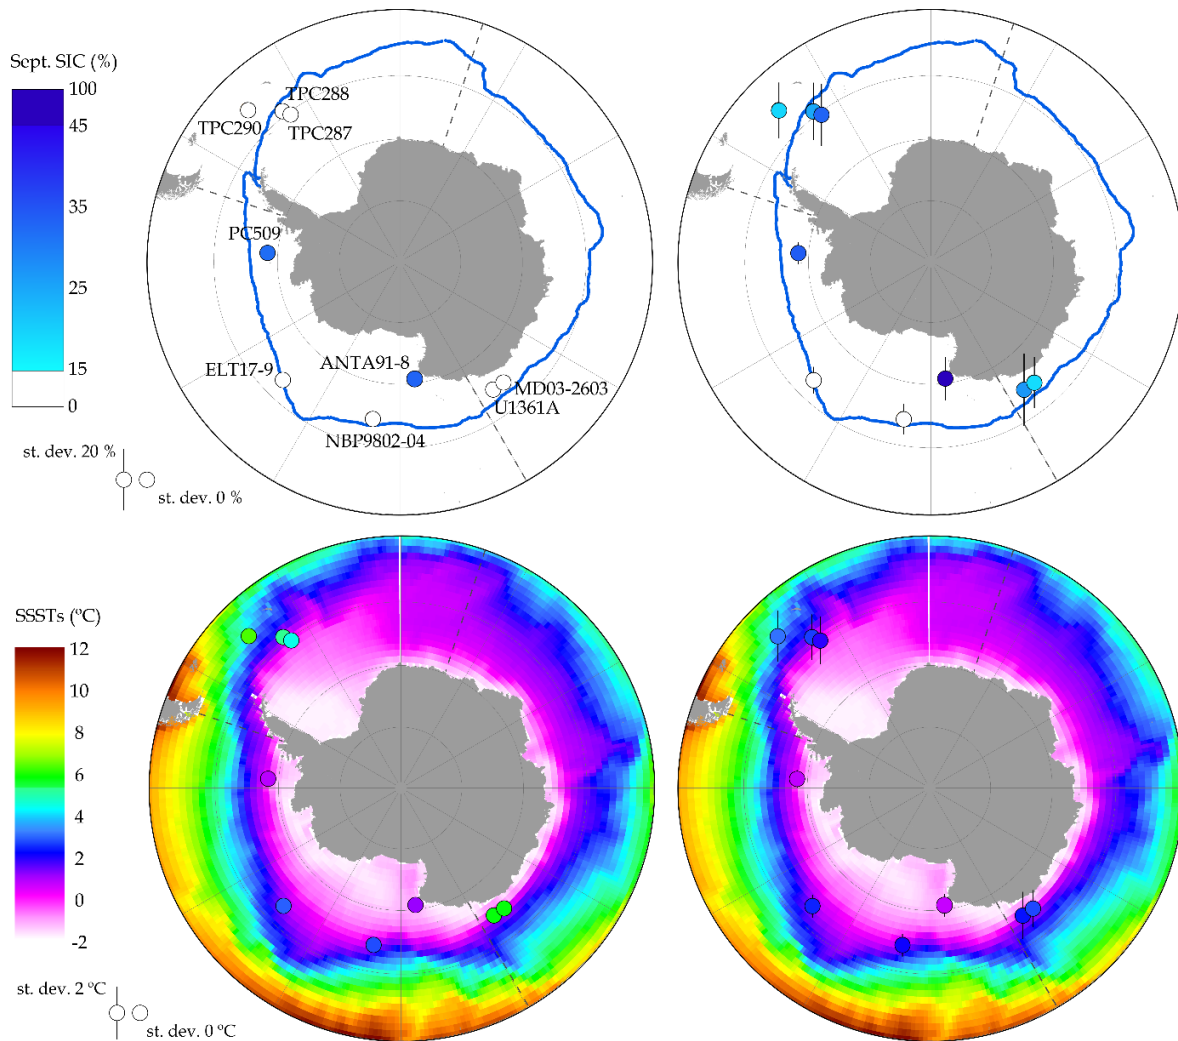 Sept. SIC (%)
100
45
35
25
15
0
st. dev. 20 %
st. dev. 0 %
TPC288
TPC290
TPC287
PC509
ELT17-9
ANTA91-8
MD03-2603
U1361A
NBP9802-04
SSSTs (ºC)
12
10
8
6
4
2
0
-2
st. dev. 2 ºC
st. dev. 0 ºC